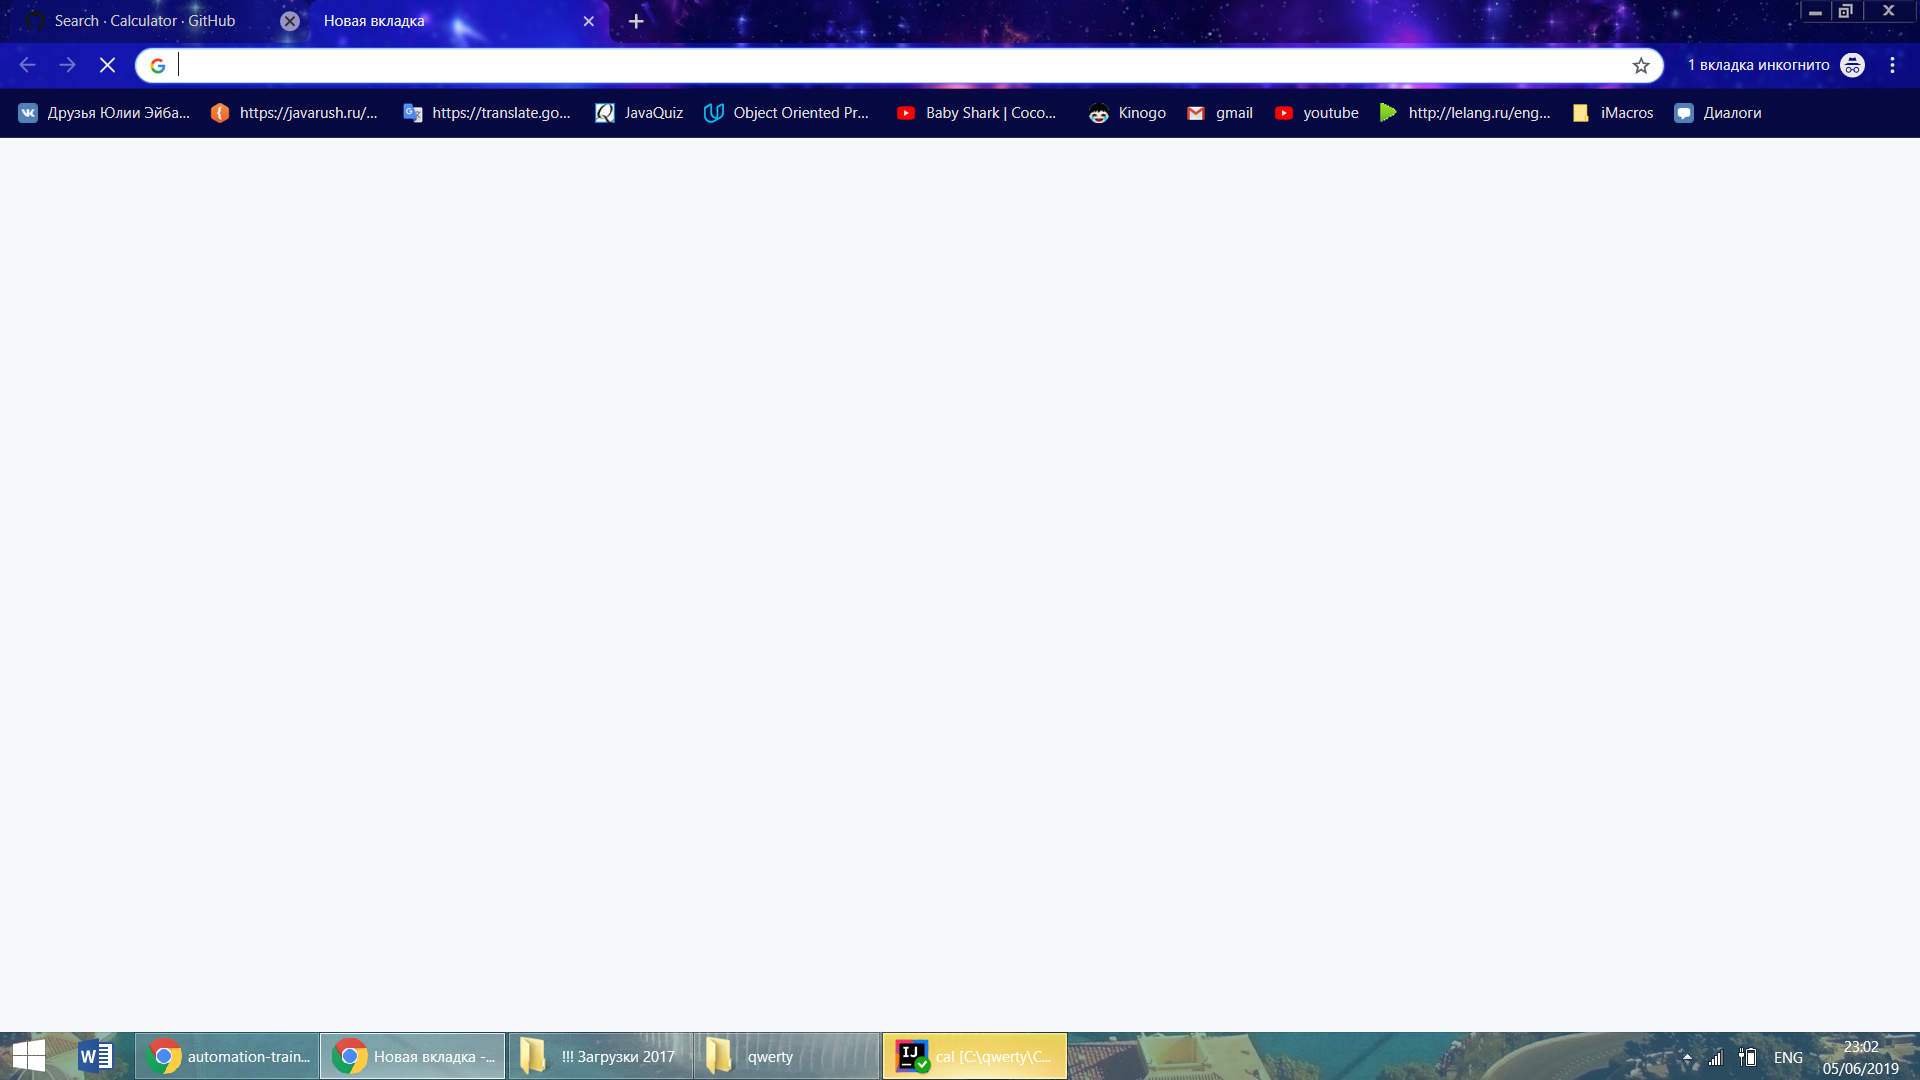 Search · Calculator · GitHub
Новая вкладка
1 вкладка инкогнито
Друзья Юлии Эйба...
https://javarush.ru/...
https://translate.go...
JavaQuiz
Object Oriented Pr...
Baby Shark | Coco...
Kinogo
gmail
youtube
http://lelang.ru/eng...
iMacros
Диалоги
automation-train...
Новая вкладка -...
!!! Загрузки 2017
qwerty
IJ
cal [C:\qwerty\C...
ENG
23:02
05/06/2019